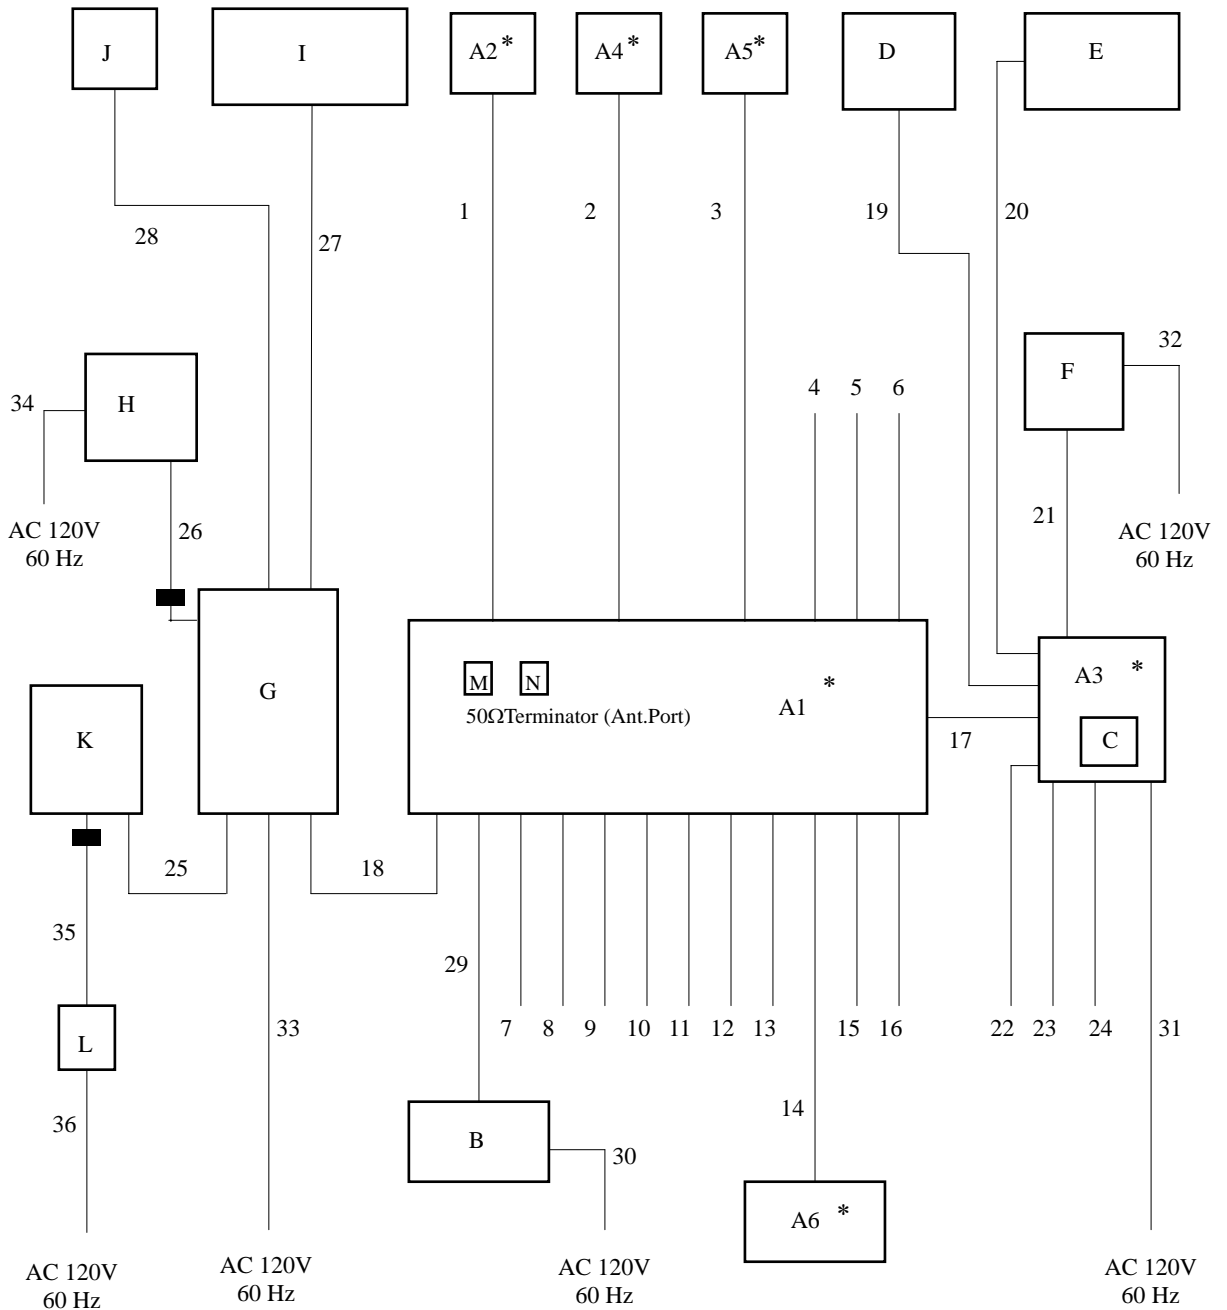 J
I
A2 *
A4 *
A5 *
D
E
1
2
3
19
20
28
27
32
H
F
34
4
5
6
AC 120V
60 Hz
26
21
AC 120V
60 Hz
G
M
N
*
A1
A3 *
50ΩTerminator (Ant.Port)
K
17
C
25
18
35
29
L
33
7
8
9
10
11
12
13
15
16
22
23
24
31
36
14
B
30
A6 *
AC 120V
60 Hz
AC 120V
60 Hz
AC 120V
60 Hz
AC 120V
60 Hz